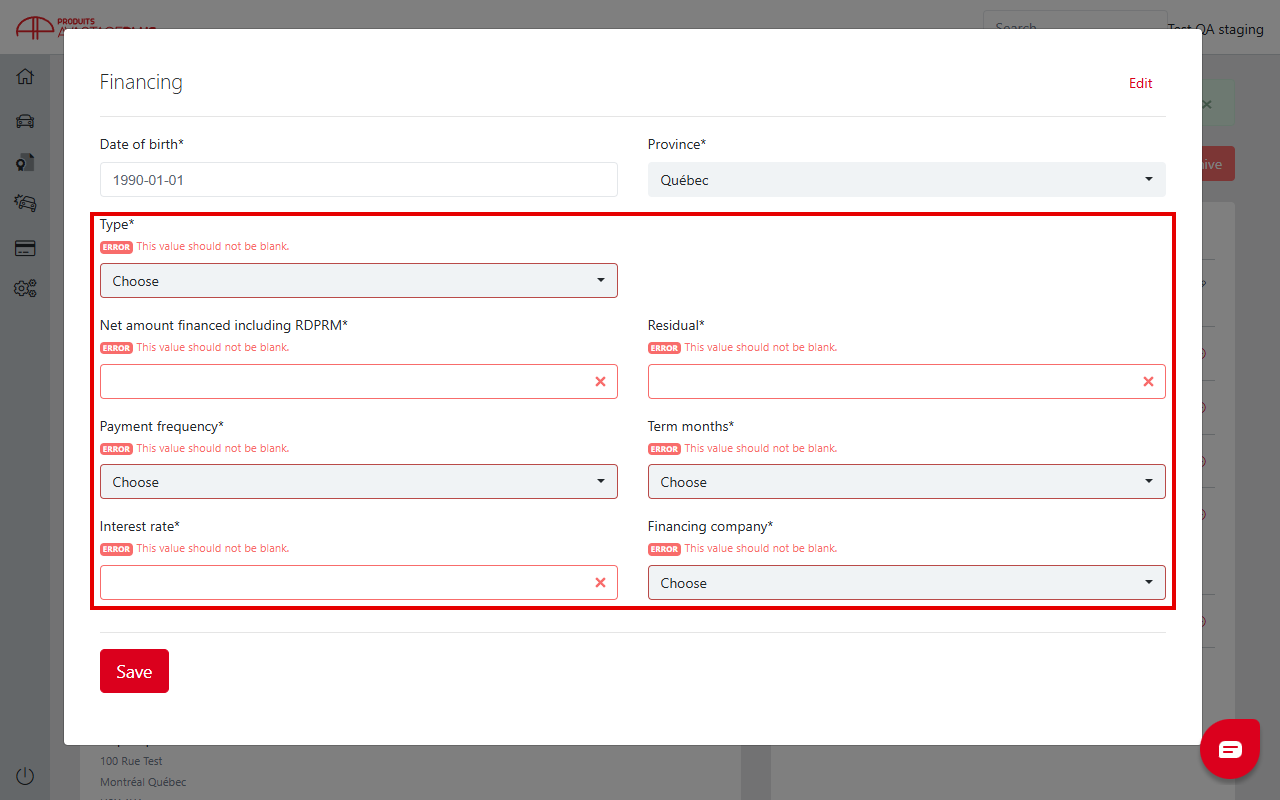 PRODUITS
Search
Test QA staging
Financing
Edit
Date of birth*
Province*
1990-01-01
Québec
Type*
ERROR This value should not be blank.
Choose
Net amount financed including RDPRM*
Residual*
ERROR This value should not be blank.
ERROR This value should not be blank.
Payment frequency*
Term months*
ERROR This value should not be blank.
ERROR This value should not be blank.
Choose
Choose
Interest rate*
Financing company*
ERROR This value should not be blank.
ERROR This value should not be blank.
Choose
Save
100 Rue Test
Montréal Québec